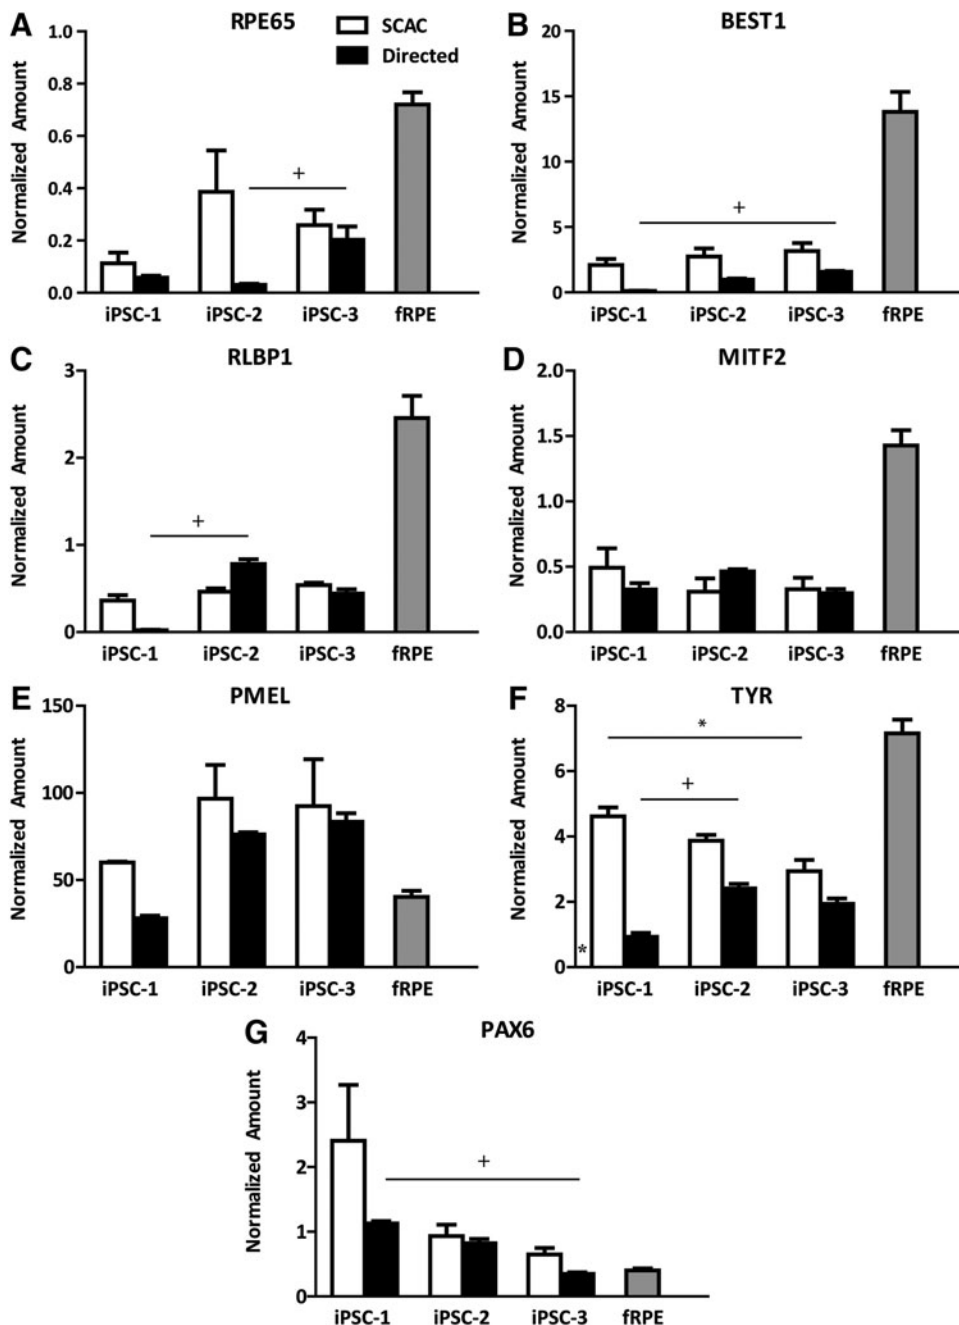 A
RPE65
SCAC
Directed
Normalized Amount
1.0
0.8
0.6
0.4
0.2
0.0
+
iPSC-1 iPSC-2 iPSC-3 fRPE
B
BEST1
Normalized Amount
20
15
10
5
0
+
iPSC-1 iPSC-2 iPSC-3 fRPE
C
RLBP1
Normalized Amount
3
2
1
0
+
iPSC-1 iPSC-2 iPSC-3 fRPE
D
MITF2
Normalized Amount
2.0
1.5
1.0
0.5
0.0
iPSC-1 iPSC-2 iPSC-3 fRPE
E
PMEL
Normalized Amount
150
100
50
0
iPSC-1 iPSC-2 iPSC-3 fRPE
F
TYR
Normalized Amount
8
6
4
2
0
*
+
*
iPSC-1 iPSC-2 iPSC-3 fRPE
G
PAX6
Normalized Amount
4
3
2
1
0
+
iPSC-1 iPSC-2 iPSC-3 fRPE